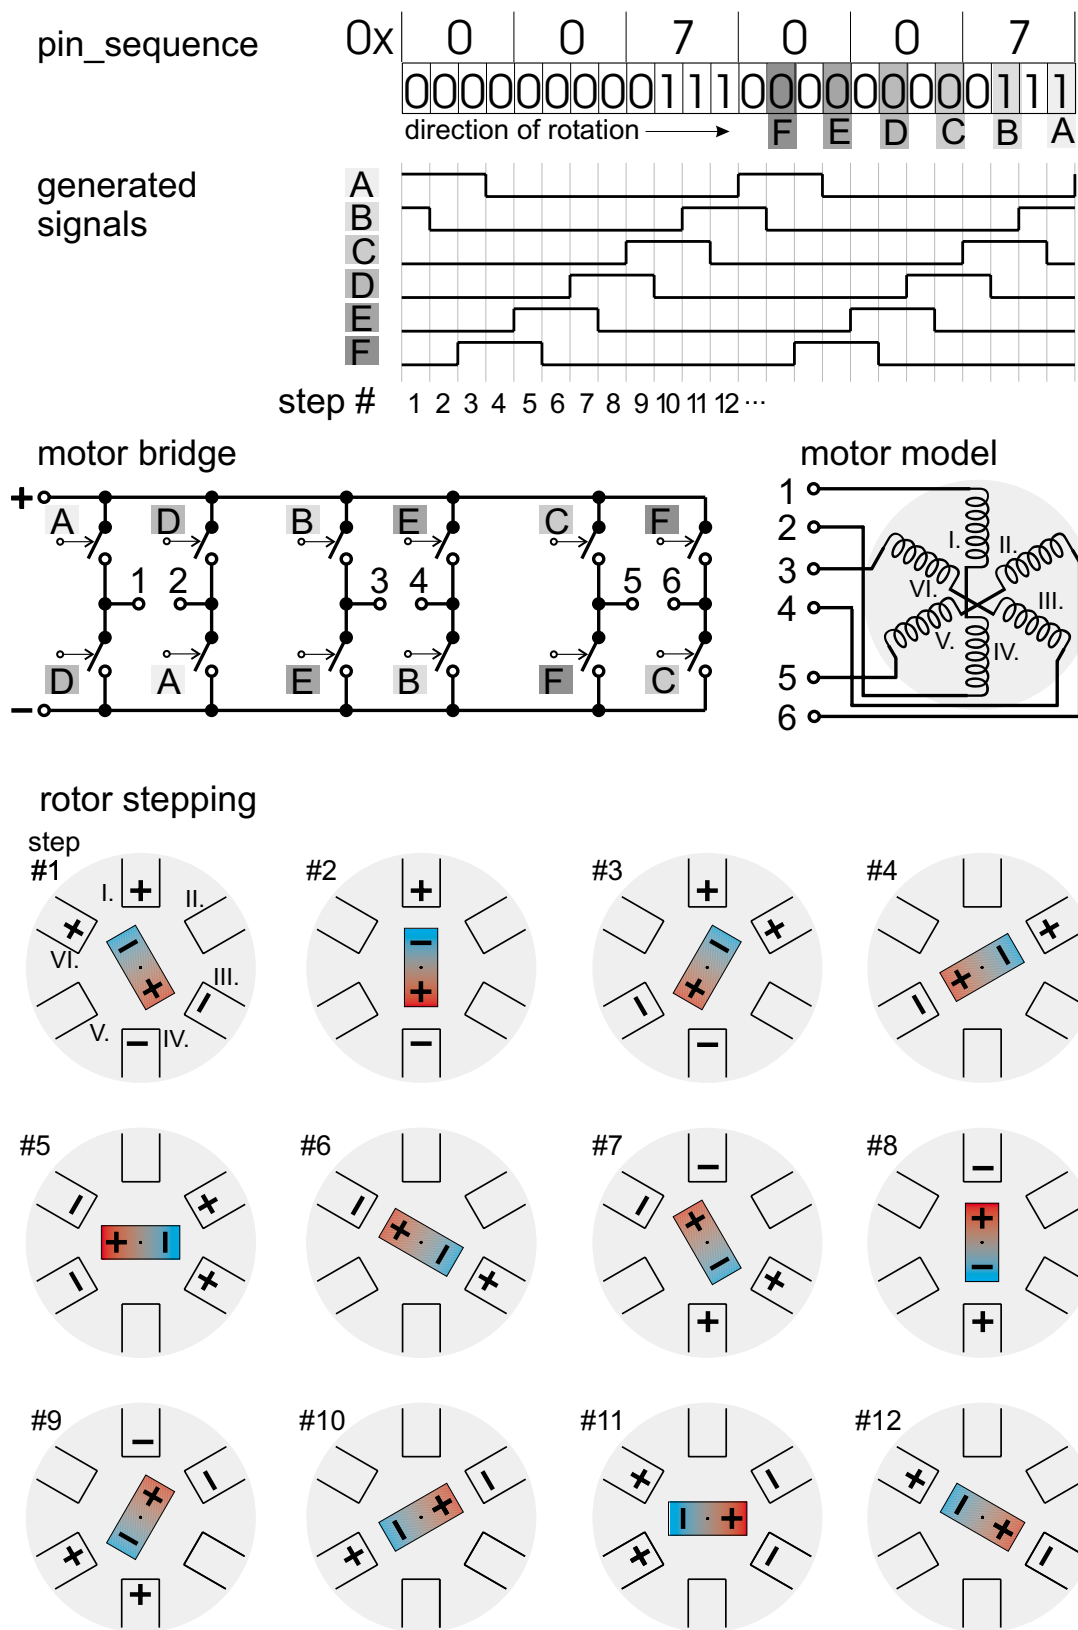 pin_sequence 0x 0 0 7 0 0 7
000000000111000000000111
direction of rotation F E D C B A
generated
signals
A
B
C
D
E
F
step # 1 2 3 4 5 6 7 8 9 10 11 12 ...
motor bridge
+ A D B E C F
1 2 3 4 5 6
D A E B F C
−
motor model
1
2
3
4
5
6
I. II.
VI. III.
V. IV.
rotor stepping
step
#1 I. II. III. IV. V. VI. + + − − − +
#2 + − + −
#3 + + − + − −
#4 + − + −
#5 − + + − − +
#6 − + − +
#7 − − + − + +
#8 − + − +
#9 − − + − + +
#10 − + − +
#11 + − − + + −
#12 + − + −